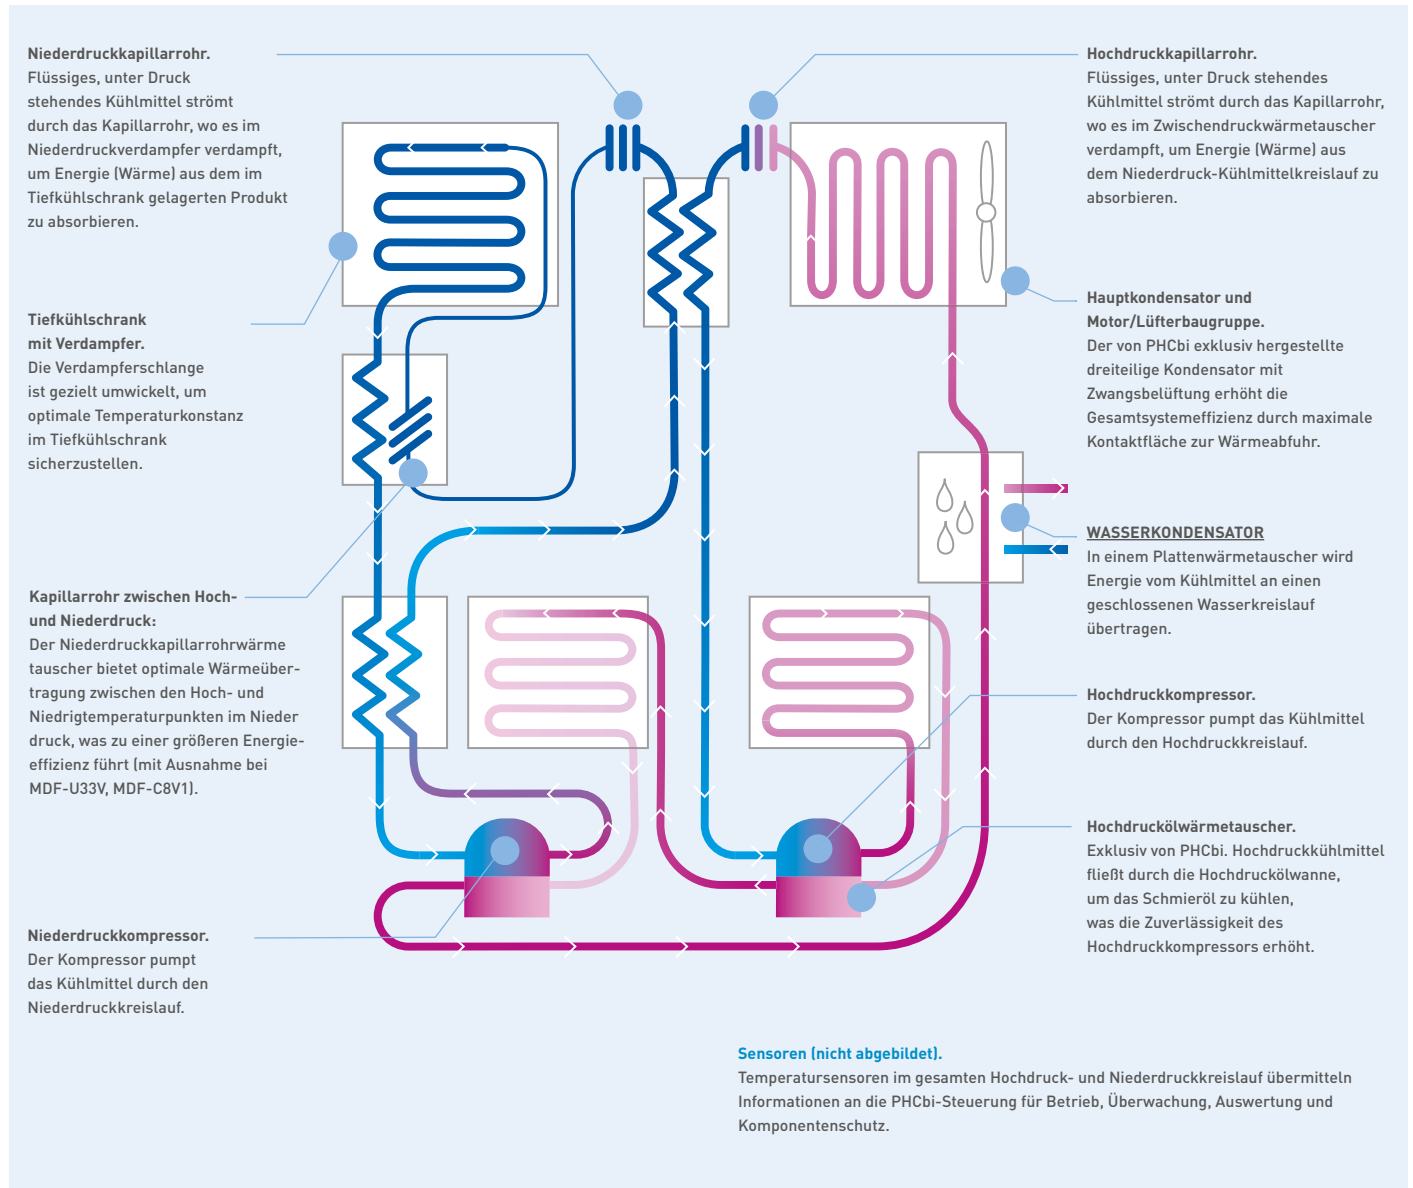 Niederdruckkapillarrohr.
Flüssiges, unter Druck
stehendes Kühlmittel strömt
durch das Kapillarrohr, wo es im
Niederdruckverdampfer verdampft,
um Energie (Wärme) aus dem im
Tiefkühlschrank gelagerten Produkt
zu absorbieren.
Tiefkühlschrank
mit Verdampfer.
Die Verdampferschlange
ist gezielt umwickelt, um
optimale Temperaturkonstanz
im Tiefkühlschrank
sicherzustellen.
Kapillarrohr zwischen Hoch-
und Niederdruck:
Der Niederdruckkapillarrohrwärme
tauscher bietet optimale Wärmeüber-
tragung zwischen den Hoch- und
Niedrigtemperaturpunkten im Nieder
druck, was zu einer größeren Energie-
effizienz führt (mit Ausnahme bei
MDF-U33V, MDF-C8V1).
Niederdruckkompressor.
Der Kompressor pumpt
das Kühlmittel durch den
Niederdruckkreislauf.
Hochdruckkapillarrohr.
Flüssiges, unter Druck stehendes
Kühlmittel strömt durch das Kapillarrohr,
wo es im Zwischendruckwärmetauscher
verdampft, um Energie (Wärme) aus
dem Niederdruck-Kühlmittelkreislauf zu
absorbieren.
Hauptkondensator und
Motor/Lüfterbaugruppe.
Der von PHCbi exklusiv hergestellte
dreiteilige Kondensator mit
Zwangsbelüftung erhöht die
Gesamtsystemeffizienz durch maximale
Kontaktfläche zur Wärmeabfuhr.
WASSERKONDENSATOR
In einem Plattenwärmetauscher wird
Energie vom Kühlmittel an einen
geschlossenen Wasserkreislauf
übertragen.
Hochdruckkompressor.
Der Kompressor pumpt das Kühlmittel
durch den Hochdruckkreislauf.
Hochdruckölwärmetauscher.
Exklusiv von PHCbi. Hochdruckkühlmittel
fließt durch die Hochdruckölwanne,
um das Schmieröl zu kühlen,
was die Zuverlässigkeit des
Hochdruckkompressors erhöht.
Sensoren (nicht abgebildet).
Temperatursensoren im gesamten Hochdruck- und Niederdruckkreislauf übermitteln
Informationen an die PHCbi-Steuerung für Betrieb, Überwachung, Auswertung und
Komponentenschutz.